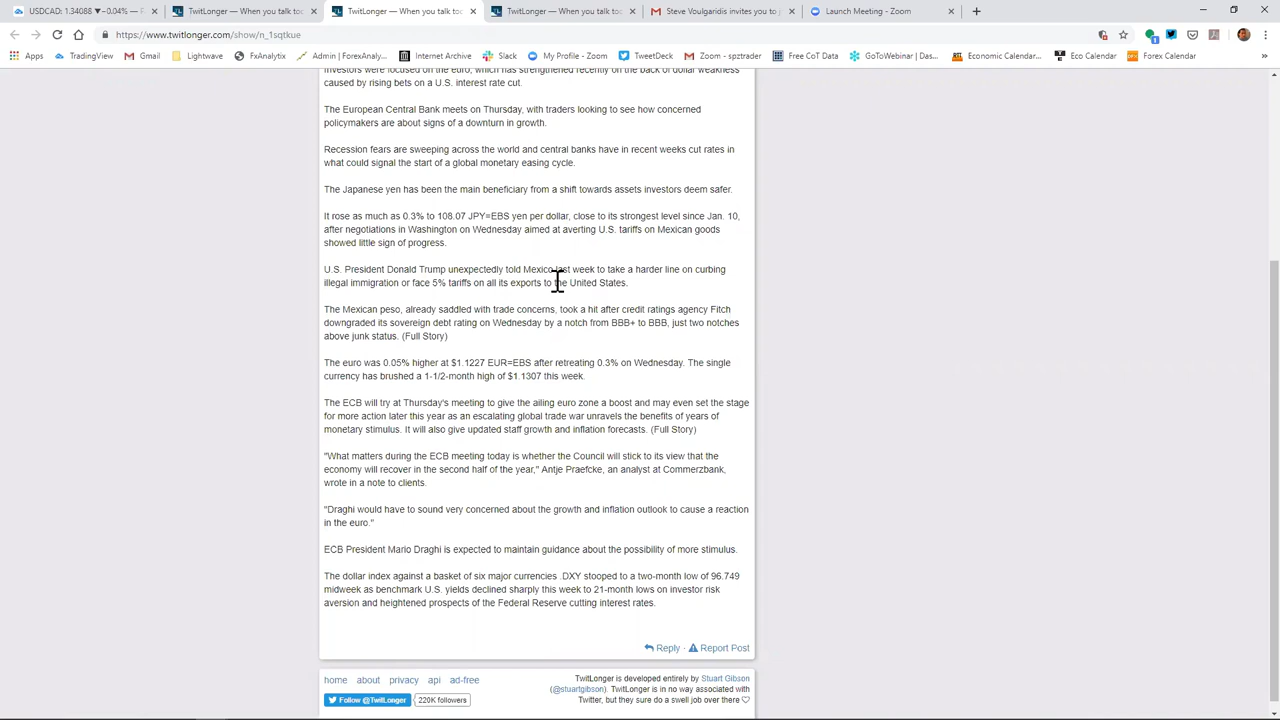 USDCAD: 1.34088 ▼−0.04% — F
TwitLonger — When you talk too
TwitLonger — When you talk too
TwitLonger — When you talk too
Steve Voulgaridis invites you to j
Launch Meeting - Zoom
https://www.twitlonger.com/show/n_1sqtkue
Apps TradingView Gmail Lightwave FxAnalytix Admin | ForexAnaly... Internet Archive Slack My Profile - Zoom TweetDeck Zoom - spztrader Free CoT Data GoToWebinar | Das... Economic Calendar... Eco Calendar Forex Calendar »
Investors were focused on the euro, which has strengthened recently on the back of dollar weakness
caused by rising bets on a U.S. interest rate cut.
The European Central Bank meets on Thursday, with traders looking to see how concerned
policymakers are about signs of a downturn in growth.
Recession fears are sweeping across the world and central banks have in recent weeks cut rates in
what could signal the start of a global monetary easing cycle.
The Japanese yen has been the main beneficiary from a shift towards assets investors deem safer.
It rose as much as 0.3% to 108.07 JPY=EBS yen per dollar, close to its strongest level since Jan. 10,
after negotiations in Washington on Wednesday aimed at averting U.S. tariffs on Mexican goods
showed little sign of progress.
U.S. President Donald Trump unexpectedly told Mexico last week to take a harder line on curbing
illegal immigration or face 5% tariffs on all its exports to the United States.
The Mexican peso, already saddled with trade concerns, took a hit after credit ratings agency Fitch
downgraded its sovereign debt rating on Wednesday by a notch from BBB+ to BBB, just two notches
above junk status. (Full Story)
The euro was 0.05% higher at $1.1227 EUR=EBS after retreating 0.3% on Wednesday. The single
currency has brushed a 1-1/2-month high of $1.1307 this week.
The ECB will try at Thursday's meeting to give the ailing euro zone a boost and may even set the stage
for more action later this year as an escalating global trade war unravels the benefits of years of
monetary stimulus. It will also give updated staff growth and inflation forecasts. (Full Story)
"What matters during the ECB meeting today is whether the Council will stick to its view that the
economy will recover in the second half of the year," Antje Praefcke, an analyst at Commerzbank,
wrote in a note to clients.
"Draghi would have to sound very concerned about the growth and inflation outlook to cause a reaction
in the euro."
ECB President Mario Draghi is expected to maintain guidance about the possibility of more stimulus.
The dollar index against a basket of six major currencies .DXY stooped to a two-month low of 96.749
midweek as benchmark U.S. yields declined sharply this week to 21-month lows on investor risk
aversion and heightened prospects of the Federal Reserve cutting interest rates.
Reply · Report Post
home about privacy api ad-free
Follow @TwitLonger 220K followers
TwitLonger is developed entirely by Stuart Gibson
(@stuartgibson). TwitLonger is in no way associated with
Twitter, but they sure do a swell job over there